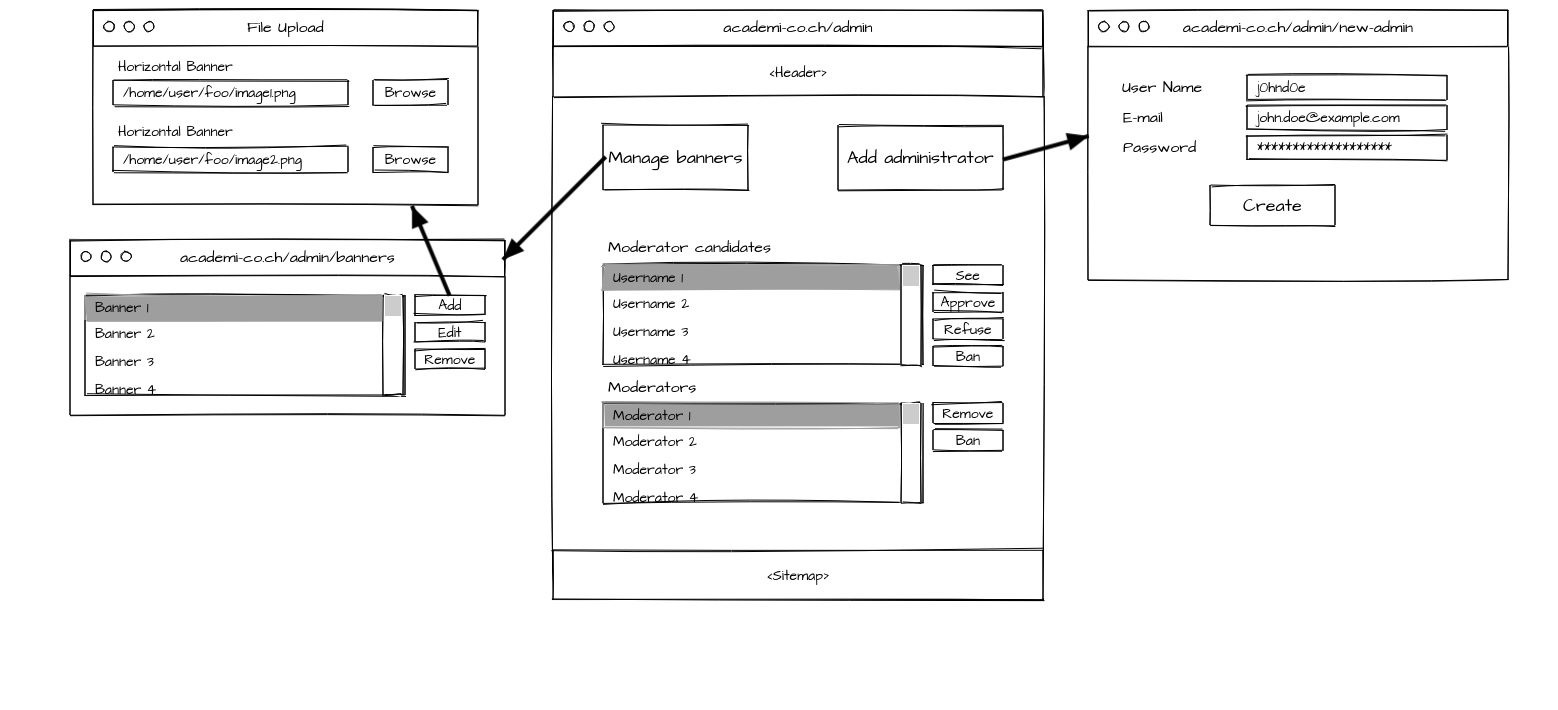 File Upload
Horizontal Banner
/home/user/foo/image1.png
Browse
Horizontal Banner
/home/user/foo/image2.png
Browse
academi-co.ch/admin/banners
Banner 1
Banner 2
Banner 3
Banner 4
Add
Edit
Remove
academi-co.ch/admin
<Header>
Manage banners
Add administrator
Moderator candidates
Username 1
Username 2
Username 3
Username 4
See
Approve
Refuse
Ban
Moderators
Moderator 1
Moderator 2
Moderator 3
Moderator 4
Remove
Ban
<Sitemap>
academi-co.ch/admin/new-admin
User Name
j0hnd0e
E-mail
john.doe@example.com
Password
*******************
Create